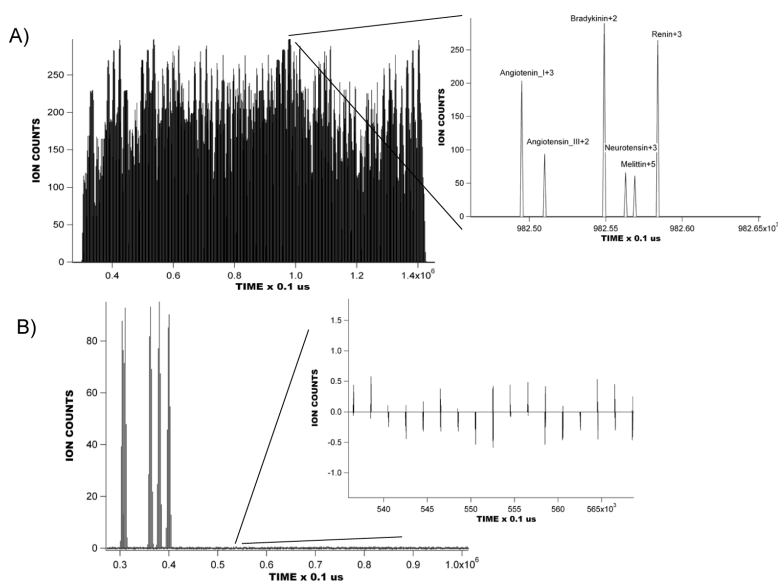 A)
ION COUNTS
250
200
150
100
50
0
0.4
0.6
0.8
1.0
1.2
1.4x10⁶
TIME x 0.1 us
ION COUNTS
250
200
150
100
50
0
Bradykinin+2
Renin+3
Angiotenin_I+3
Angiotensin_III+2
Neurotensin+3
Melittin+5
982.50
982.55
982.60
982.65x10³
TIME x 0.1 us
B)
ION COUNTS
80
60
40
20
0
0.3
0.4
0.5
0.6
0.7
0.8
0.9
1.0x10⁶
TIME x 0.1 us
ION COUNTS
1.5
1.0
0.5
0.0
-0.5
-1.0
540
545
550
555
560
565x10³
TIME x 0.1 us